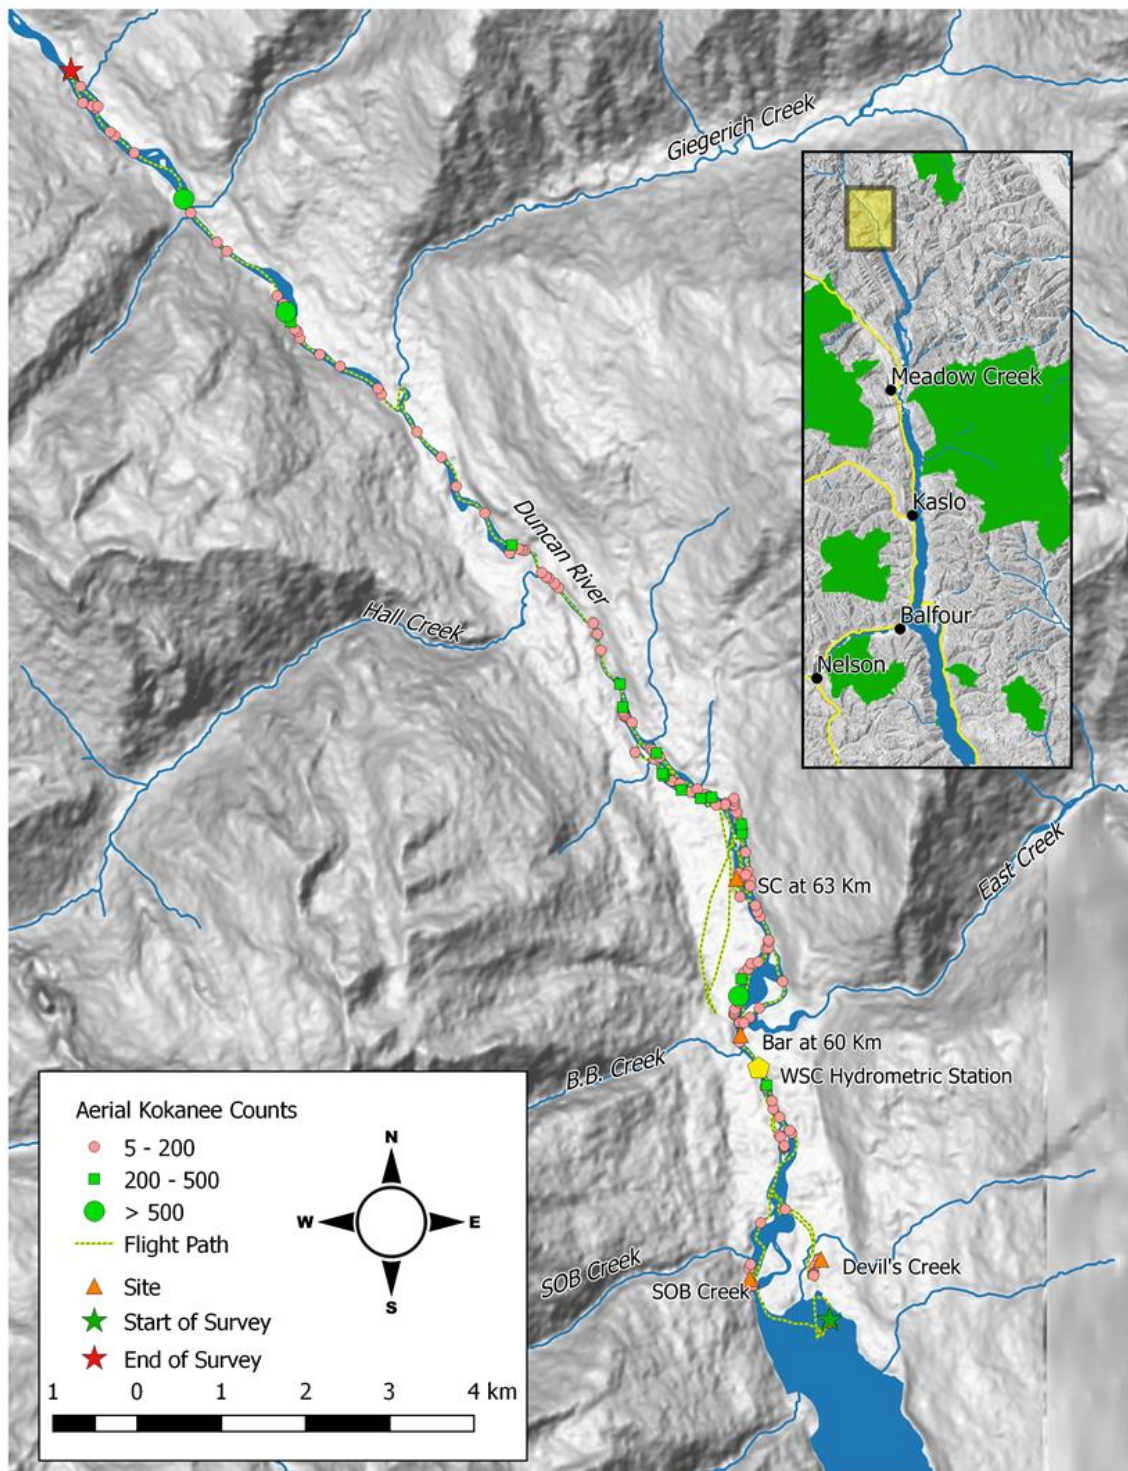 Giegerich Creek
Meadow Creek
Kaslo
Balfour
Nelson
Duncan River
Hall Creek
East Creek
SC at 63 Km
Bar at 60 Km
B.B. Creek
WSC Hydrometric Station
SOB Creek
SOB Creek
Devil's Creek
Aerial Kokanee Counts
5 - 200
200 - 500
> 500
Flight Path
Site
Start of Survey
End of Survey
N
W E
S
1 0 1 2 3 4 km